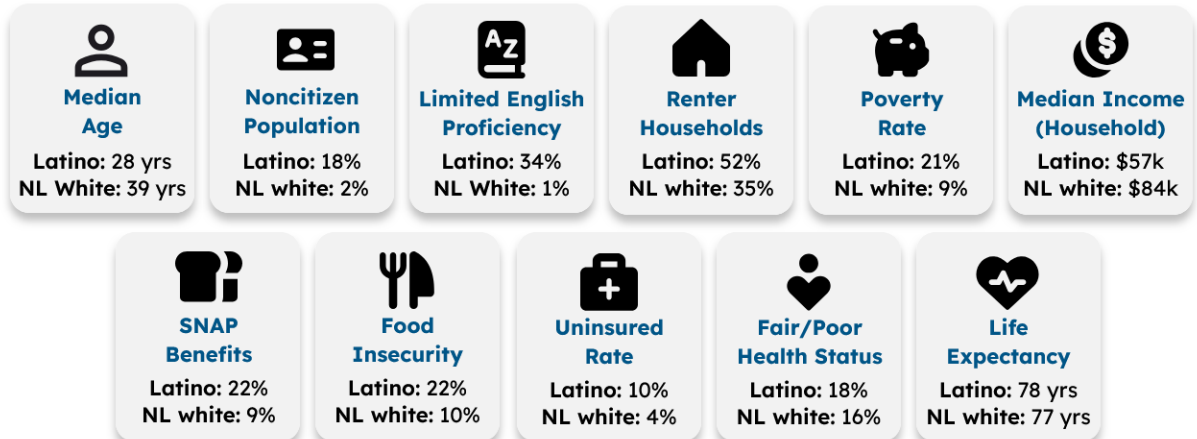 Median
Age
Latino: 28 yrs
NL White: 39 yrs
Noncitizen
Population
Latino: 18%
NL white: 2%
A Z
Limited English
Proficiency
Latino: 34%
NL White: 1%
Renter
Households
Latino: 52%
NL white: 35%
Poverty
Rate
Latino: 21%
NL white: 9%
$
Median Income
(Household)
Latino: $57k
NL white: $84k
SNAP
Benefits
Latino: 22%
NL white: 9%
Food
Insecurity
Latino: 22%
NL white: 10%
Uninsured
Rate
Latino: 10%
NL white: 4%
Fair/Poor
Health Status
Latino: 18%
NL white: 16%
Life
Expectancy
Latino: 78 yrs
NL white: 77 yrs